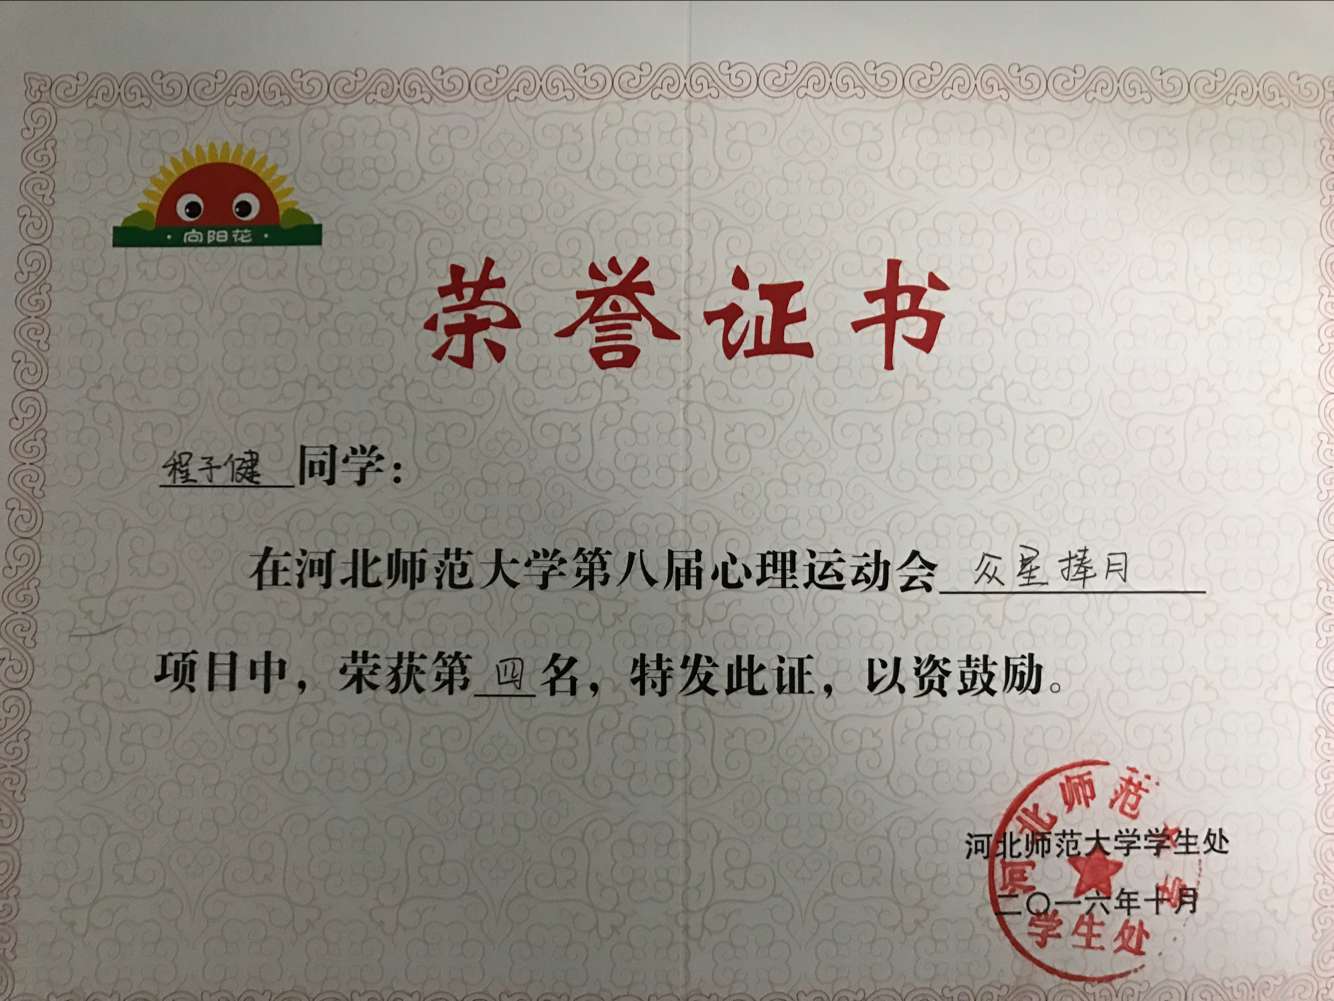 ·向阳花·
荣誉证书
程子健同学：
在河北师范大学第八届心理运动会众星捧月
项目中，荣获第四名，特发此证，以资鼓励。
河北师范大学学生处
二〇一六年十月
河北师范大学
学生处